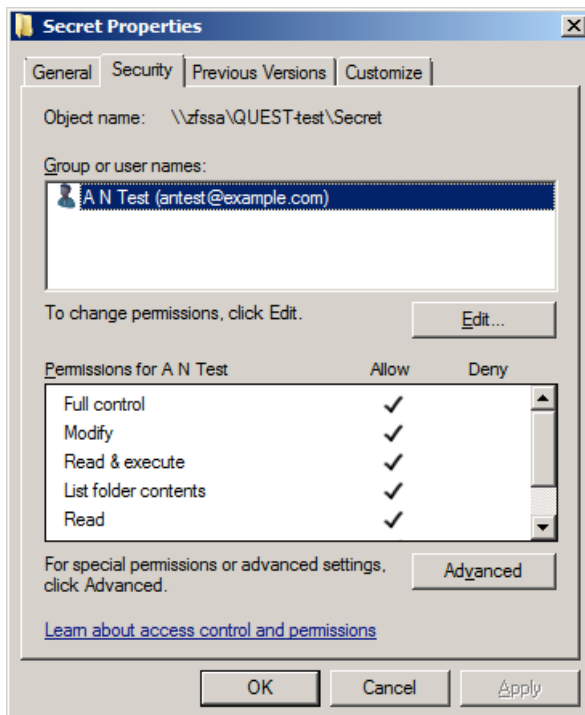 Secret Properties
General Security Previous Versions Customize
Object name: \\zfssa\QUEST-test\Secret
Group or user names:
A N Test (antest@example.com)
To change permissions, click Edit.
Edit...
Permissions for A N Test Allow Deny
Full control
Modify
Read & execute
List folder contents
Read
For special permissions or advanced settings,
click Advanced.
Advanced
Learn about access control and permissions
OK Cancel Apply